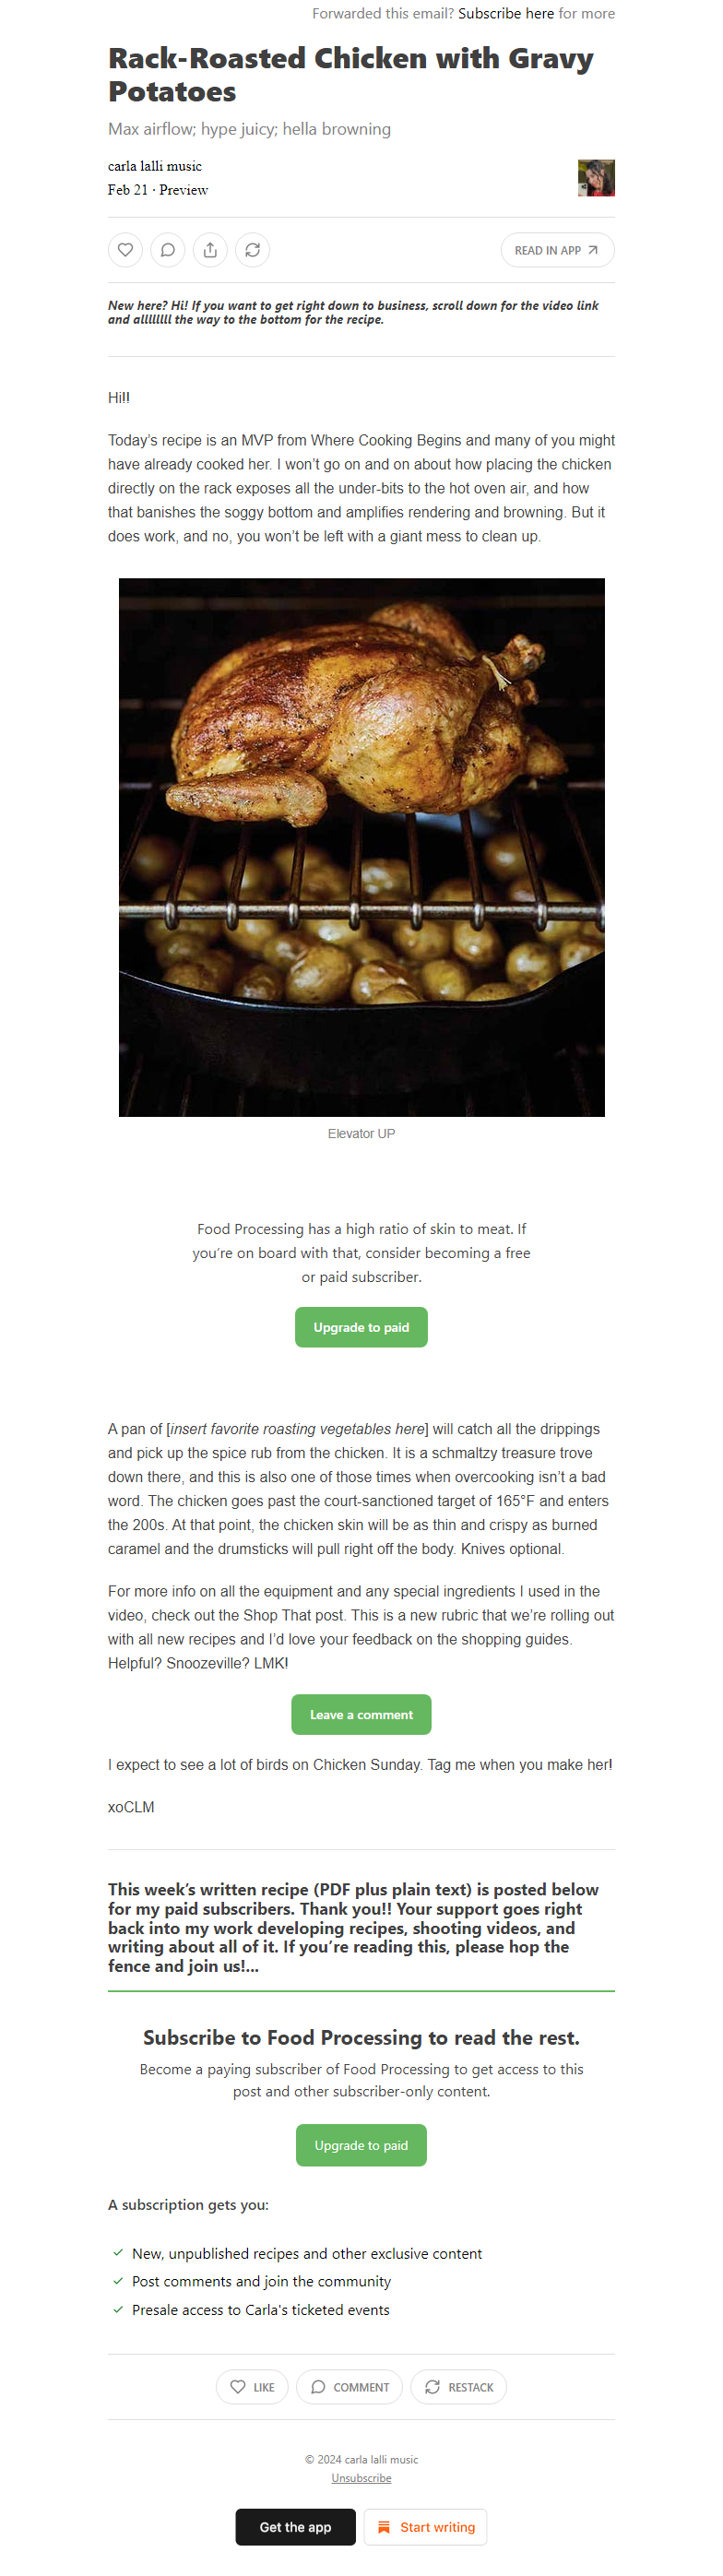 Forwarded this email? Subscribe here for more
Rack-Roasted Chicken with Gravy
Potatoes
Max airflow; hype juicy; hella browning
carla lalli music
Feb 21 · Preview
READ IN APP
New here? Hi! If you want to get right down to business, scroll down for the video link
and alllllll the way to the bottom for the recipe.
Hi!!
Today’s recipe is an MVP from Where Cooking Begins and many of you might
have already cooked her. I won’t go on and on about how placing the chicken
directly on the rack exposes all the under-bits to the hot oven air, and how
that banishes the soggy bottom and amplifies rendering and browning. But it
does work, and no, you won’t be left with a giant mess to clean up.
Elevator UP
Food Processing has a high ratio of skin to meat. If
you’re on board with that, consider becoming a free
or paid subscriber.
Upgrade to paid
A pan of [insert favorite roasting vegetables here] will catch all the drippings
and pick up the spice rub from the chicken. It is a schmaltzy treasure trove
down there, and this is also one of those times when overcooking isn’t a bad
word. The chicken goes past the court-sanctioned target of 165°F and enters
the 200s. At that point, the chicken skin will be as thin and crispy as burned
caramel and the drumsticks will pull right off the body. Knives optional.
For more info on all the equipment and any special ingredients I used in the
video, check out the Shop That post. This is a new rubric that we’re rolling out
with all new recipes and I’d love your feedback on the shopping guides.
Helpful? Snoozeville? LMK!
Leave a comment
I expect to see a lot of birds on Chicken Sunday. Tag me when you make her!
xoCLM
This week’s written recipe (PDF plus plain text) is posted below
for my paid subscribers. Thank you!! Your support goes right
back into my work developing recipes, shooting videos, and
writing about all of it. If you’re reading this, please hop the
fence and join us!...
Subscribe to Food Processing to read the rest.
Become a paying subscriber of Food Processing to get access to this
post and other subscriber-only content.
Upgrade to paid
A subscription gets you:
New, unpublished recipes and other exclusive content
Post comments and join the community
Presale access to Carla's ticketed events
LIKE COMMENT RESTACK
© 2024 carla lalli music
Unsubscribe
Get the app Start writing